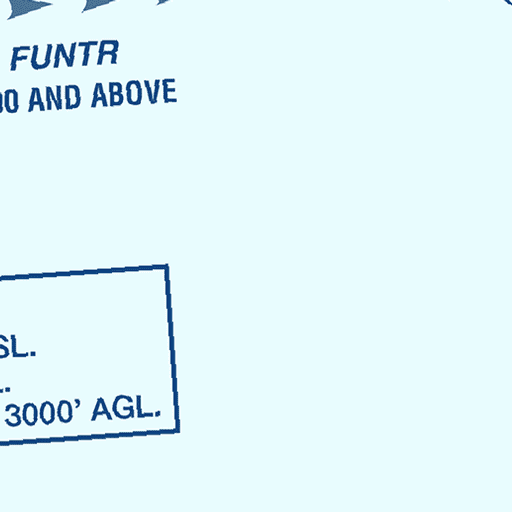 FUNTR
00 AND ABOVE
SL.
L.
3000’ AGL.